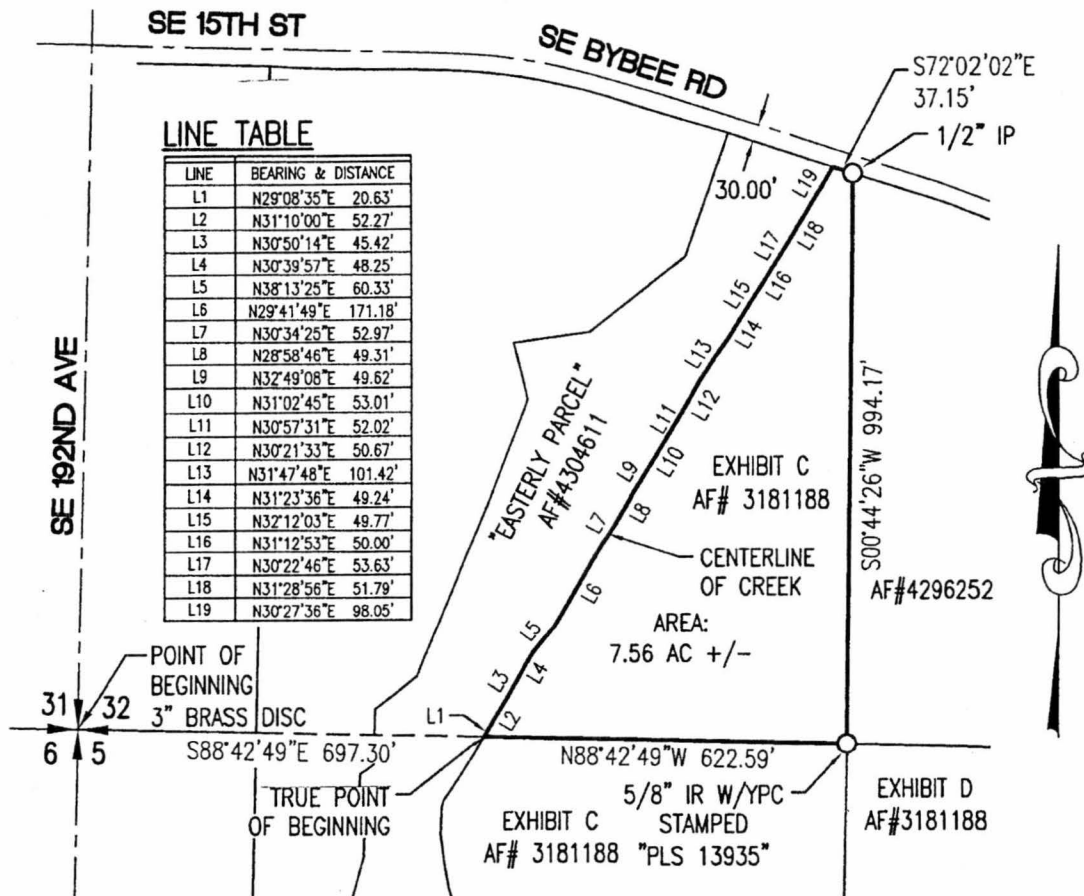 SE 15TH ST
SE BYBEE RD
S72°02'02"E
37.15'
1/2" IP
30.00'
LINE TABLE
LINE BEARING & DISTANCE
L1 N29°08'35"E 20.63'
L2 N31°10'00"E 52.27'
L3 N30°50'14"E 45.42'
L4 N30°39'57"E 48.25'
L5 N38°13'25"E 60.33'
L6 N29°41'49"E 171.18'
L7 N30°34'25"E 52.97'
L8 N28°58'46"E 49.31'
L9 N32°49'08"E 49.62'
L10 N31°02'45"E 53.01'
L11 N30°57'31"E 52.02'
L12 N30°21'33"E 50.67'
L13 N31°47'48"E 101.42'
L14 N31°23'36"E 49.24'
L15 N32°12'03"E 49.77'
L16 N31°12'53"E 50.00'
L17 N30°22'46"E 53.63'
L18 N31°28'56"E 51.79'
L19 N30°27'36"E 98.05'
SE 192ND AVE
L19
L18
L17
L16
L15
L14
L13
L12
L11
L10
L9
L8
L7
L6
L5
L4
L3
L2
L1
"EASTERLY PARCEL"
AF#4304611
EXHIBIT C
AF# 3181188
CENTERLINE
OF CREEK
AREA:
7.56 AC +/-
S00°44'26"W 994.17'
AF#4296252
POINT OF
BEGINNING
3" BRASS DISC
31 32
6 5
S88°42'49"E 697.30'
N88°42'49"W 622.59'
TRUE POINT
OF BEGINNING
5/8" IR W/YPC
STAMPED
"PLS 13935"
EXHIBIT C
AF# 3181188
EXHIBIT D
AF#3181188